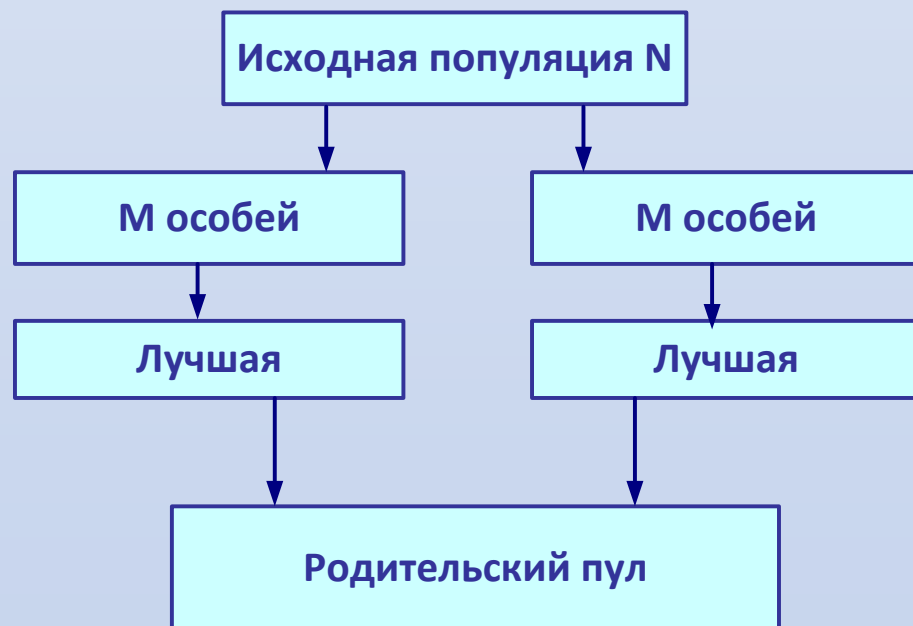 Исходная популяция N
М особей
М особей
Лучшая
Лучшая
Родительский пул